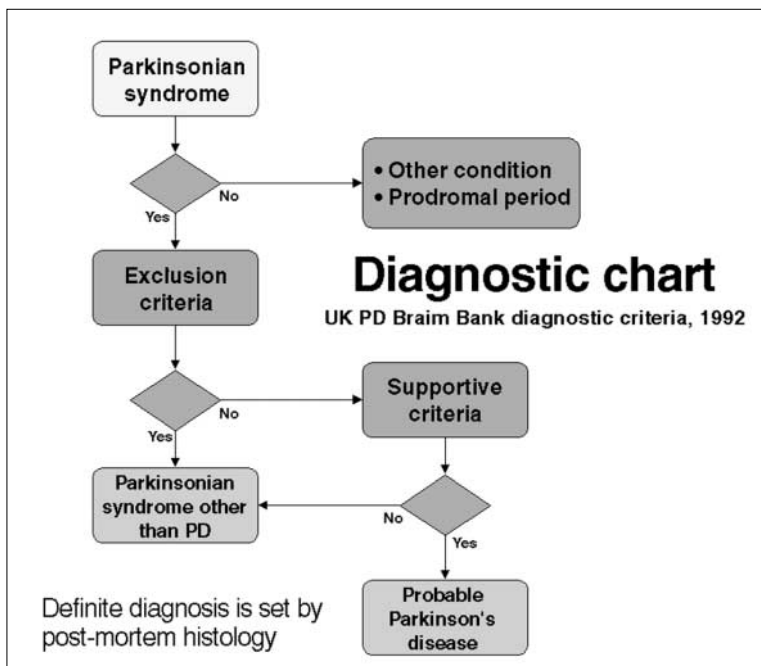 Parkinsonian
syndrome
No
Yes
• Other condition
• Prodromal period
Exclusion
criteria
Diagnostic chart
UK PD Braim Bank diagnostic criteria, 1992
No
Yes
Supportive
criteria
Parkinsonian
syndrome other
than PD
No
Yes
Probable
Parkinson's
disease
Definite diagnosis is set by
post-mortem histology